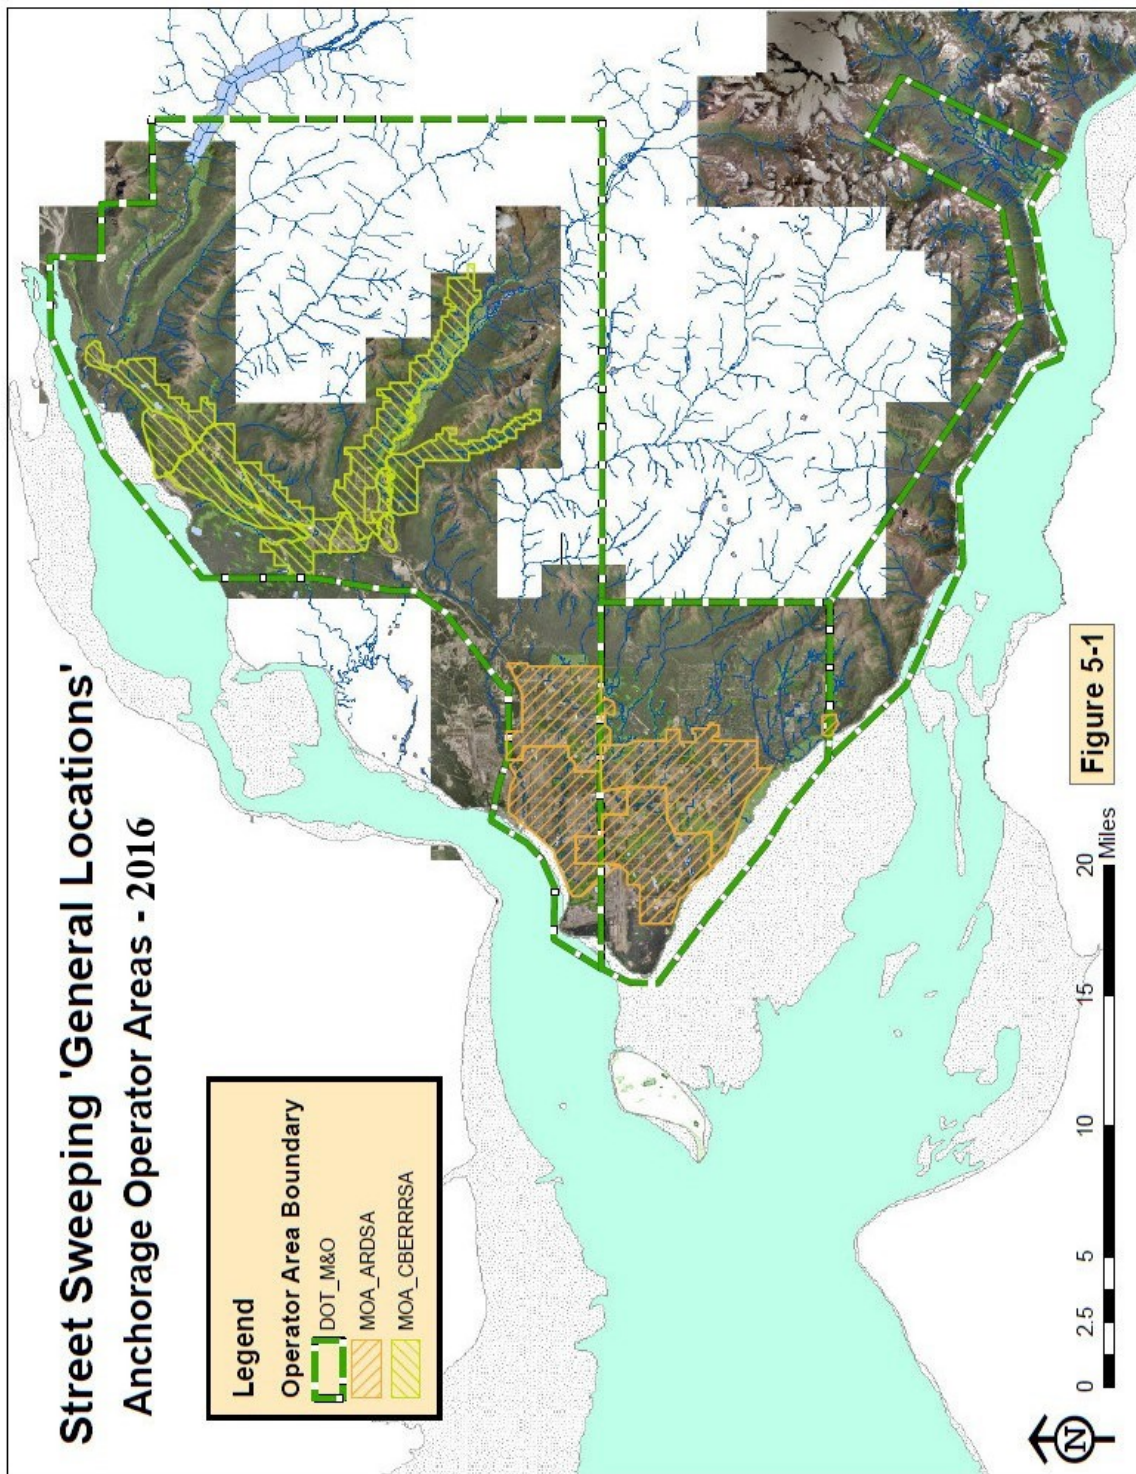 Street Sweeping 'General Locations'
Anchorage Operator Areas - 2016
Legend
Operator Area Boundary
DOT_M&O
MOA_ARDSA
MOA_CBERRRSA
N
0 2.5 5 10 15 20
Miles
Figure 5-1